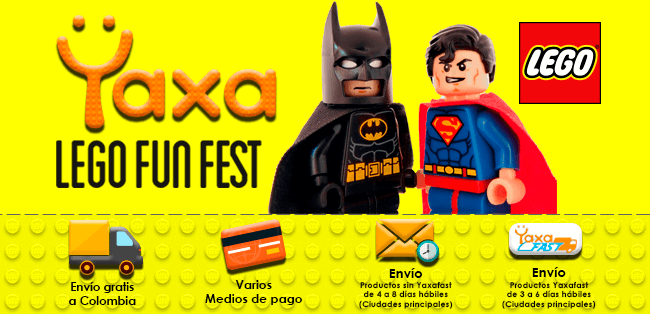 Yaxa
LEGO FUN FEST
LEGO
Envío gratis
a Colombia
Varios
Medios de pago
Envío
Productos sin Yaxafast
de 4 a 8 días hábiles
(Ciudades principales)
Yaxa
FAST
Envío
Productos Yaxafast
de 3 a 6 días hábiles
(Ciudades principales)